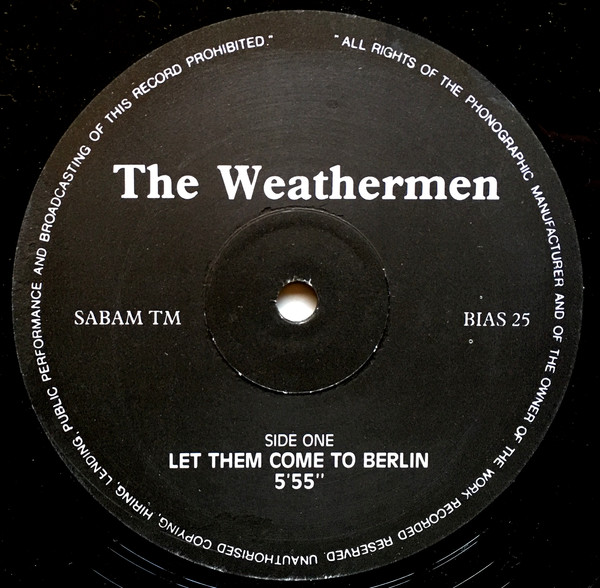 "ALL RIGHTS OF THE PHONOGRAPHIC MANUFACTURER AND OF THE OWNER OF THE WORK RECORDED RESERVED. UNAUTHORISED COPYING, HIRING, LENDING, PUBLIC PERFORMANCE AND BROADCASTING OF THIS RECORD PROHIBITED."
The Weathermen
SABAM TM
BIAS 25
SIDE ONE
LET THEM COME TO BERLIN
5'55"